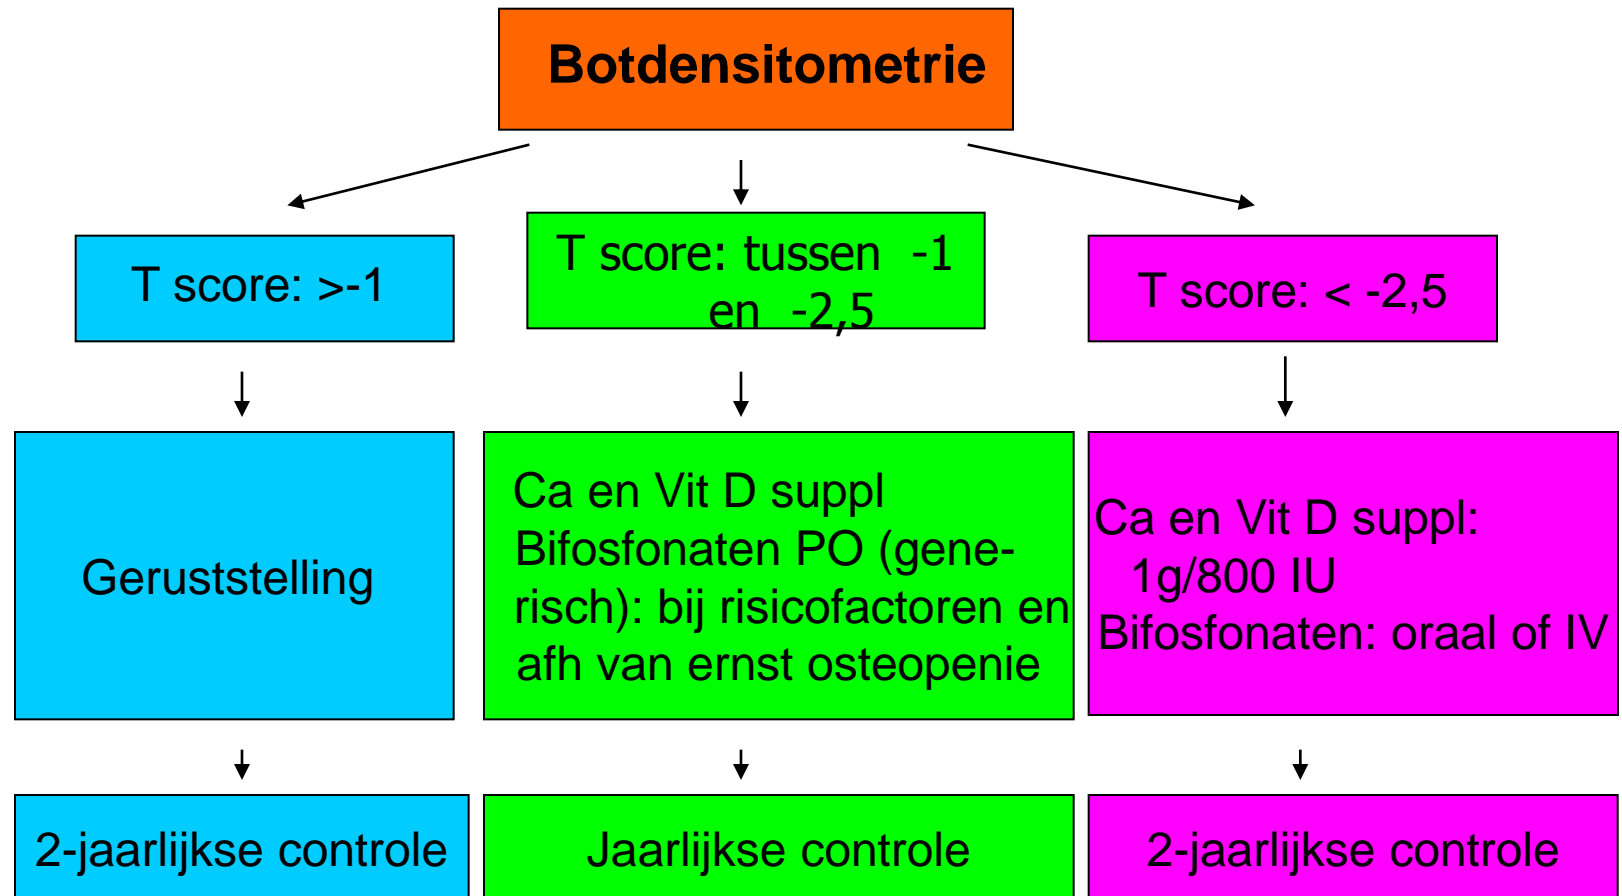 Botdensitometrie
T score: >-1
T score: tussen -1
en -2,5
T score: < -2,5
Geruststelling
Ca en Vit D suppl
Bifosfonaten PO (gene-
risch): bij risicofactoren en
afh van ernst osteopenie
Ca en Vit D suppl:
1g/800 IU
Bifosfonaten: oraal of IV
2-jaarlijkse controle
Jaarlijkse controle
2-jaarlijkse controle